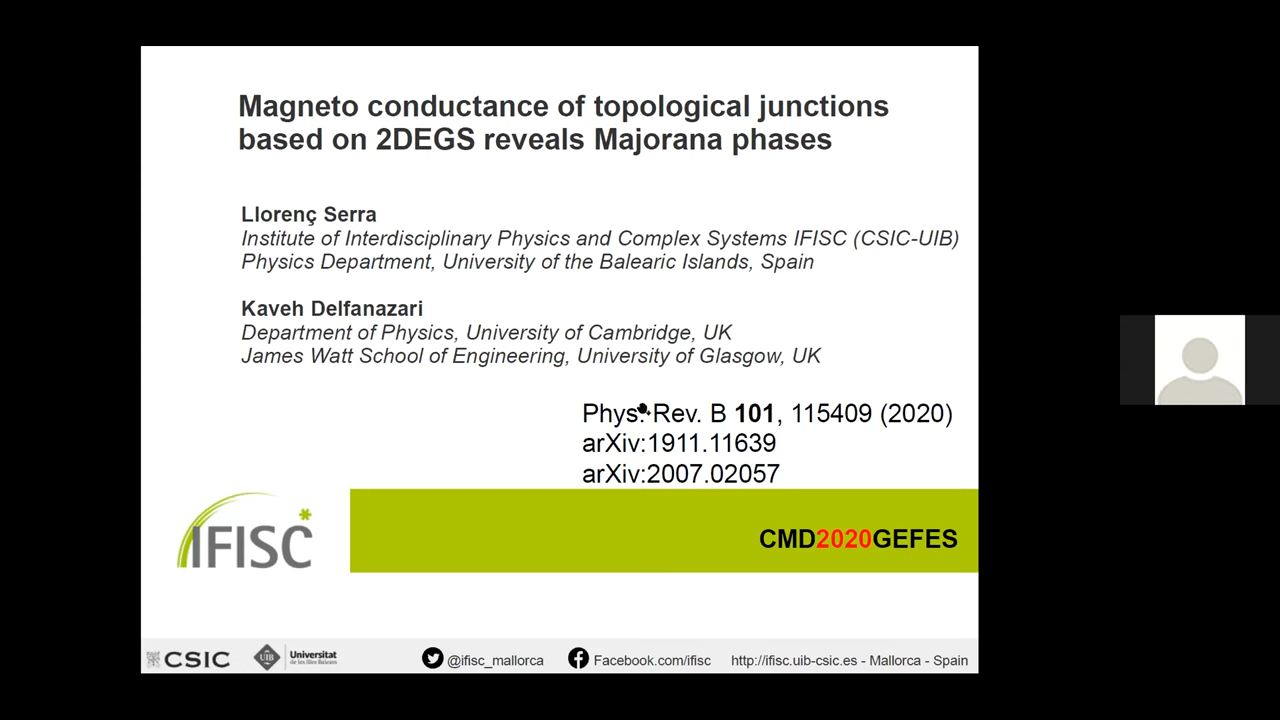 Magneto conductance of topological junctions
based on 2DEGS reveals Majorana phases
Llorenç Serra
Institute of Interdisciplinary Physics and Complex Systems IFISC (CSIC-UIB)
Physics Department, University of the Balearic Islands, Spain
Kaveh Delfanazari
Department of Physics, University of Cambridge, UK
James Watt School of Engineering, University of Glasgow, UK
Phys. Rev. B 101, 115409 (2020)
arXiv:1911.11639
arXiv:2007.02057
IFISC
CMD2020GEFES
CSIC
UIB
Universitat
de les Illes Balears
@ifisc_mallorca
Facebook.com/ifisc
http://ifisc.uib-csic.es - Mallorca - Spain